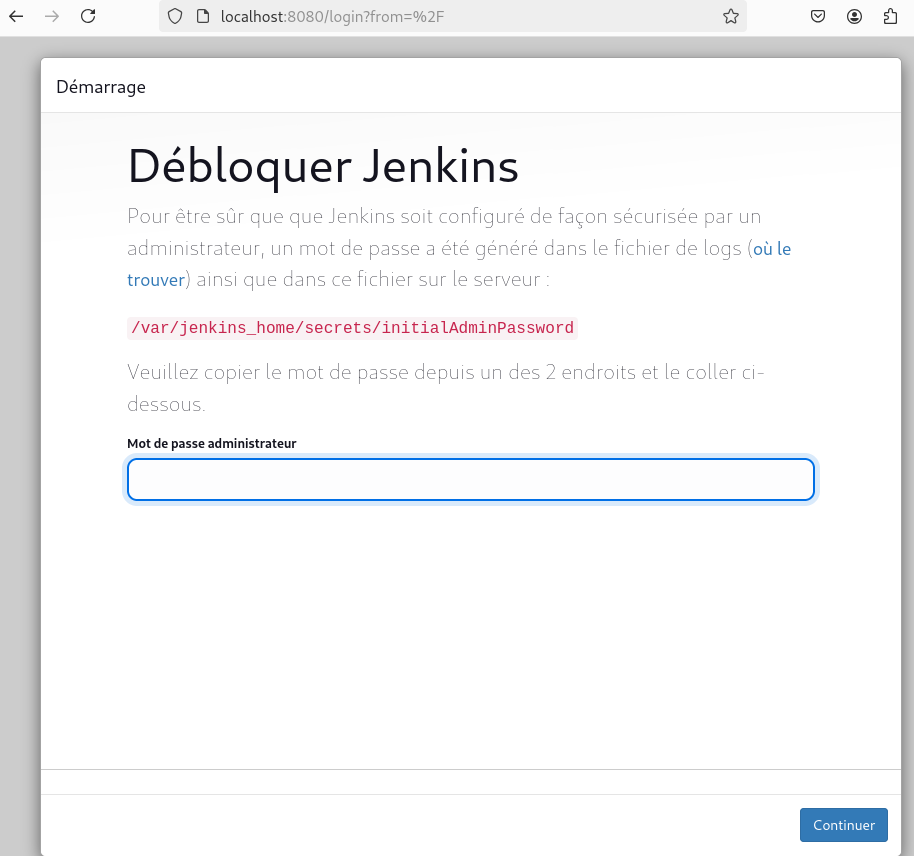 localhost:8080/login?from=%2F
Démarrage
Débloquer Jenkins
Pour être sûr que que Jenkins soit configuré de façon sécurisée par un
administrateur, un mot de passe a été généré dans le fichier de logs (où le
trouver) ainsi que dans ce fichier sur le serveur :
/var/jenkins_home/secrets/initialAdminPassword
Veuillez copier le mot de passe depuis un des 2 endroits et le coller ci-
dessous.
Mot de passe administrateur
Continuer